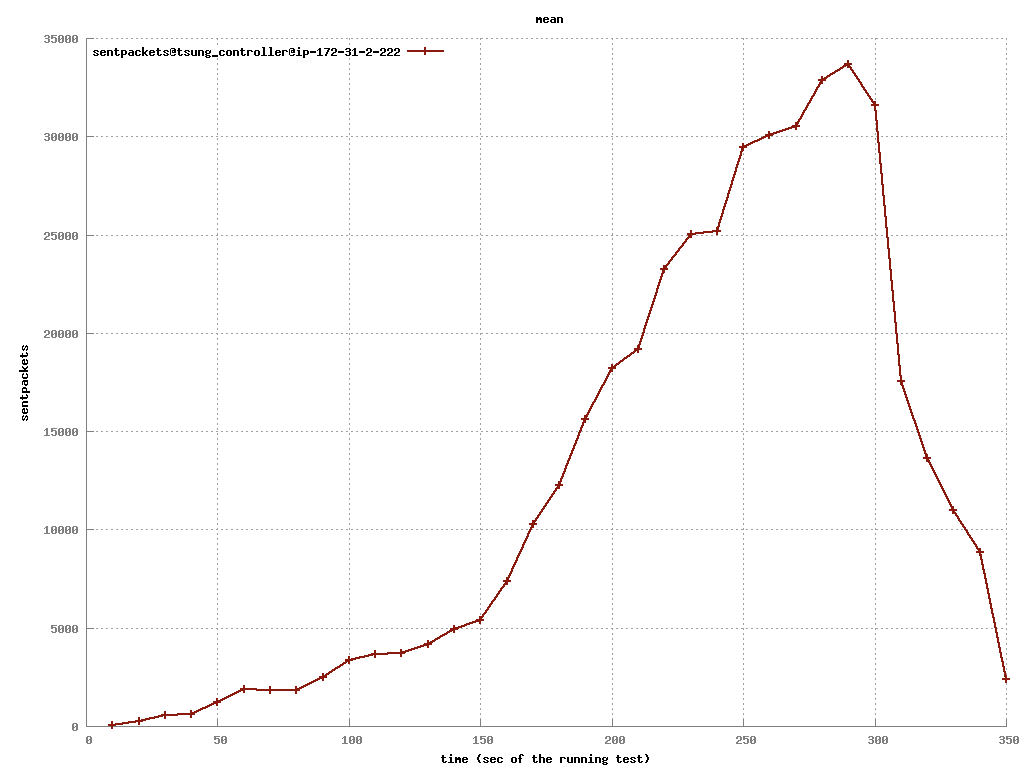 mean
35000
sentpackets@tsung_controller@ip-172-31-2-222
30000
25000
20000
sentpackets
15000
10000
5000
0
0 50 100 150 200 250 300 350
time (sec of the running test)